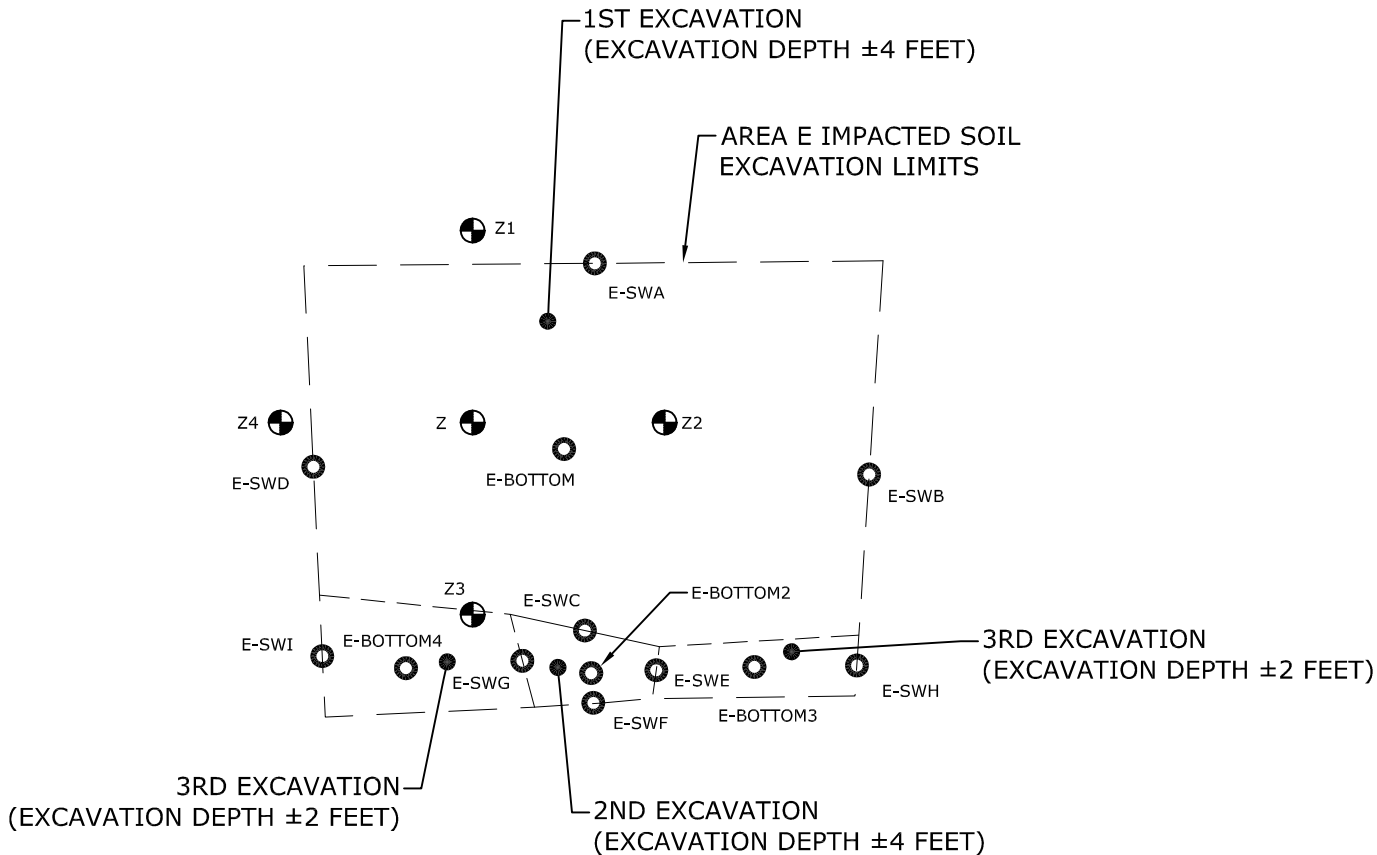 1ST EXCAVATION
(EXCAVATION DEPTH ±4 FEET)
AREA E IMPACTED SOIL
EXCAVATION LIMITS
Z1
E-SWA
Z4
Z
Z2
E-BOTTOM
E-SWD
E-SWB
Z3
E-SWC
E-BOTTOM2
E-SWI
E-BOTTOM4
E-SWG
E-SWE
3RD EXCAVATION
(EXCAVATION DEPTH ±2 FEET)
E-SWH
E-SWF
E-BOTTOM3
3RD EXCAVATION
(EXCAVATION DEPTH ±2 FEET)
2ND EXCAVATION
(EXCAVATION DEPTH ±4 FEET)